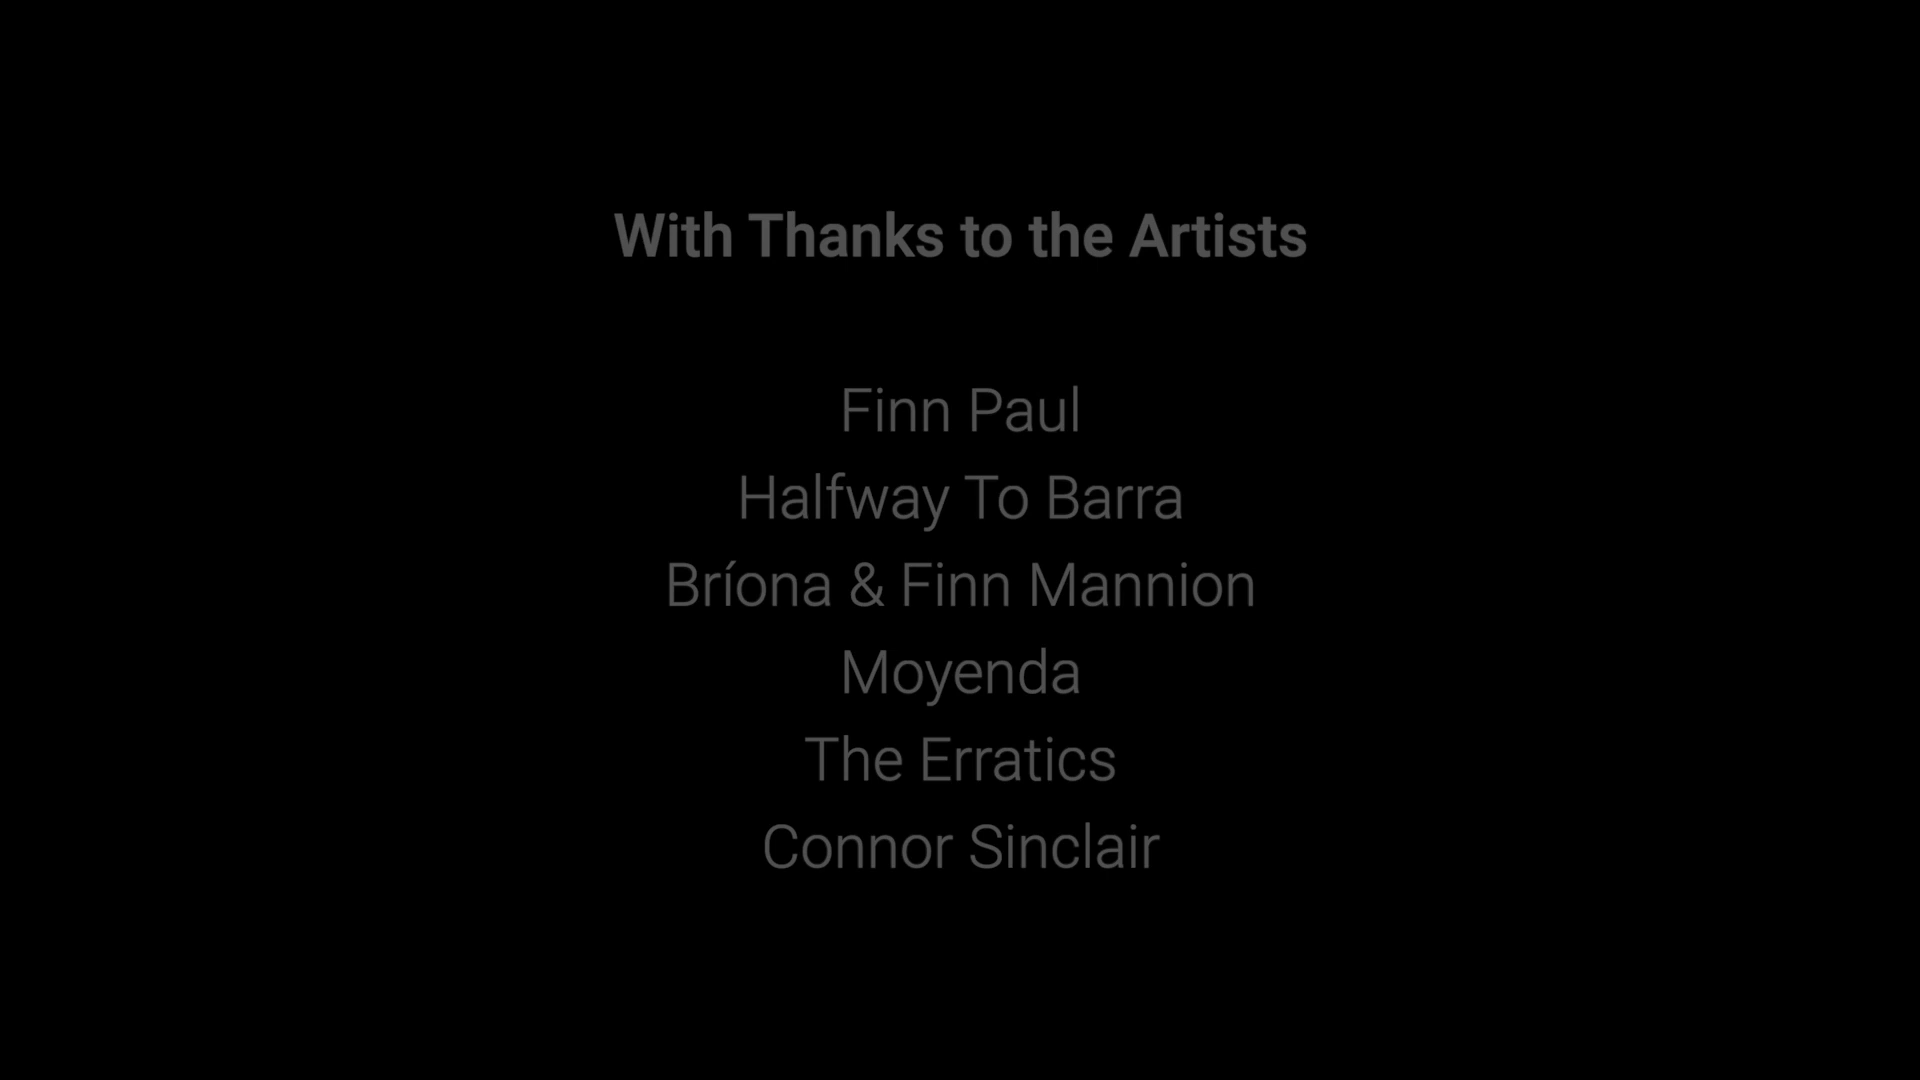 With Thanks to the Artists
Finn Paul
Halfway To Barra
Bríona & Finn Mannion
Moyenda
The Erratics
Connor Sinclair